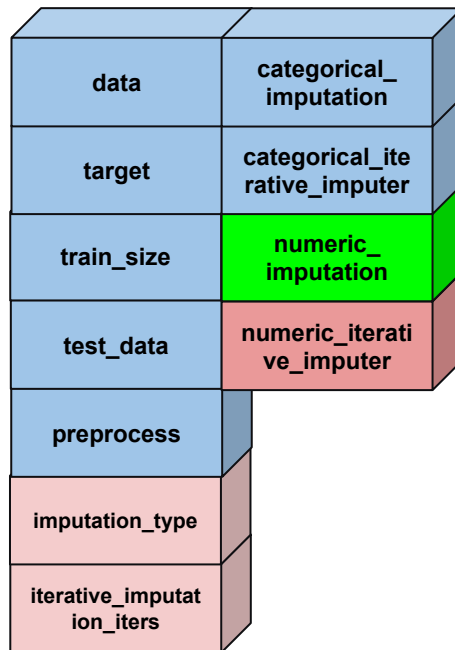 data
target
train_size
test_data
preprocess
imputation_type
iterative_imputat
ion_iters
categorical_
imputation
categorical_ite
rative_imputer
numeric_
imputation
numeric_iterati
ve_imputer